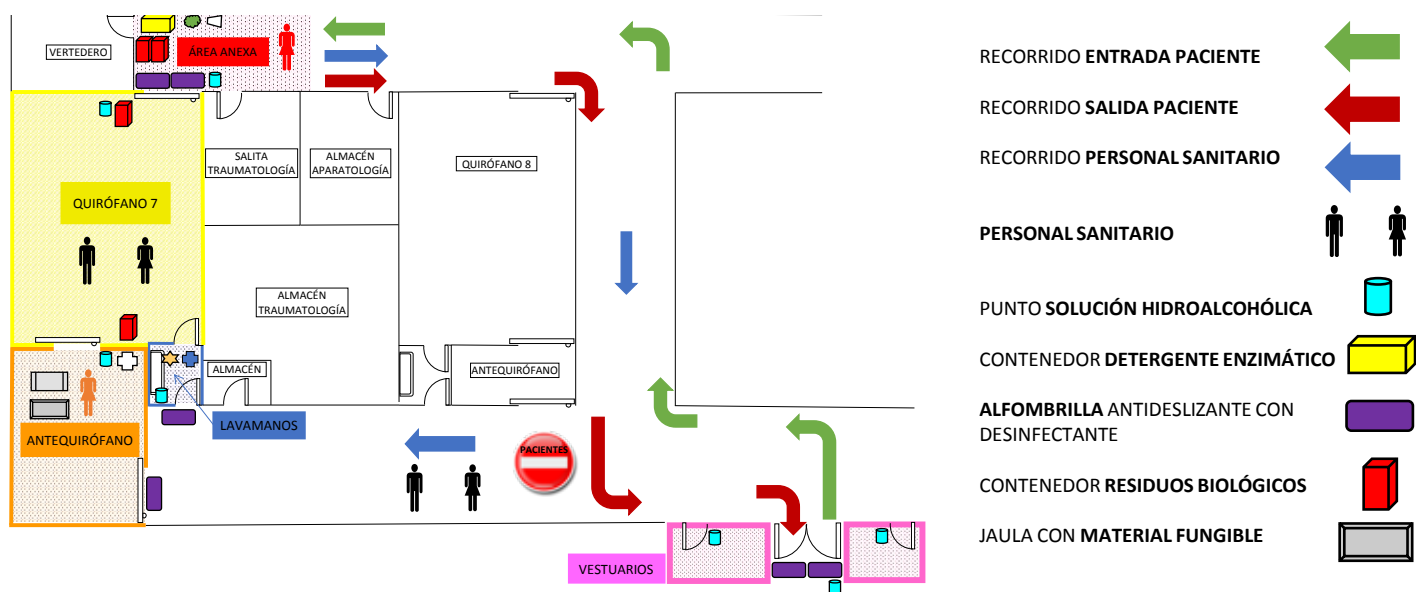 VERTEDERO
ÁREA ANEXA
SALITA
TRAUMATOLOGÍA
ALMACÉN
APARATOLOGÍA
QUIRÓFANO 8
QUIRÓFANO 7
ALMACÉN
TRAUMATOLOGÍA
ALMACÉN
ANTEQUIRÓFANO
LAVAMANOS
ANTEQUIRÓFANO
PACIENTES
VESTUARIOS
RECORRIDO ENTRADA PACIENTE
RECORRIDO SALIDA PACIENTE
RECORRIDO PERSONAL SANITARIO
PERSONAL SANITARIO
PUNTO SOLUCIÓN HIDROALCOHÓLICA
CONTENEDOR DETERGENTE ENZIMÁTICO
ALFOMBRILLA ANTIDESLIZANTE CON
DESINFECTANTE
CONTENEDOR RESIDUOS BIOLÓGICOS
JAULA CON MATERIAL FUNGIBLE